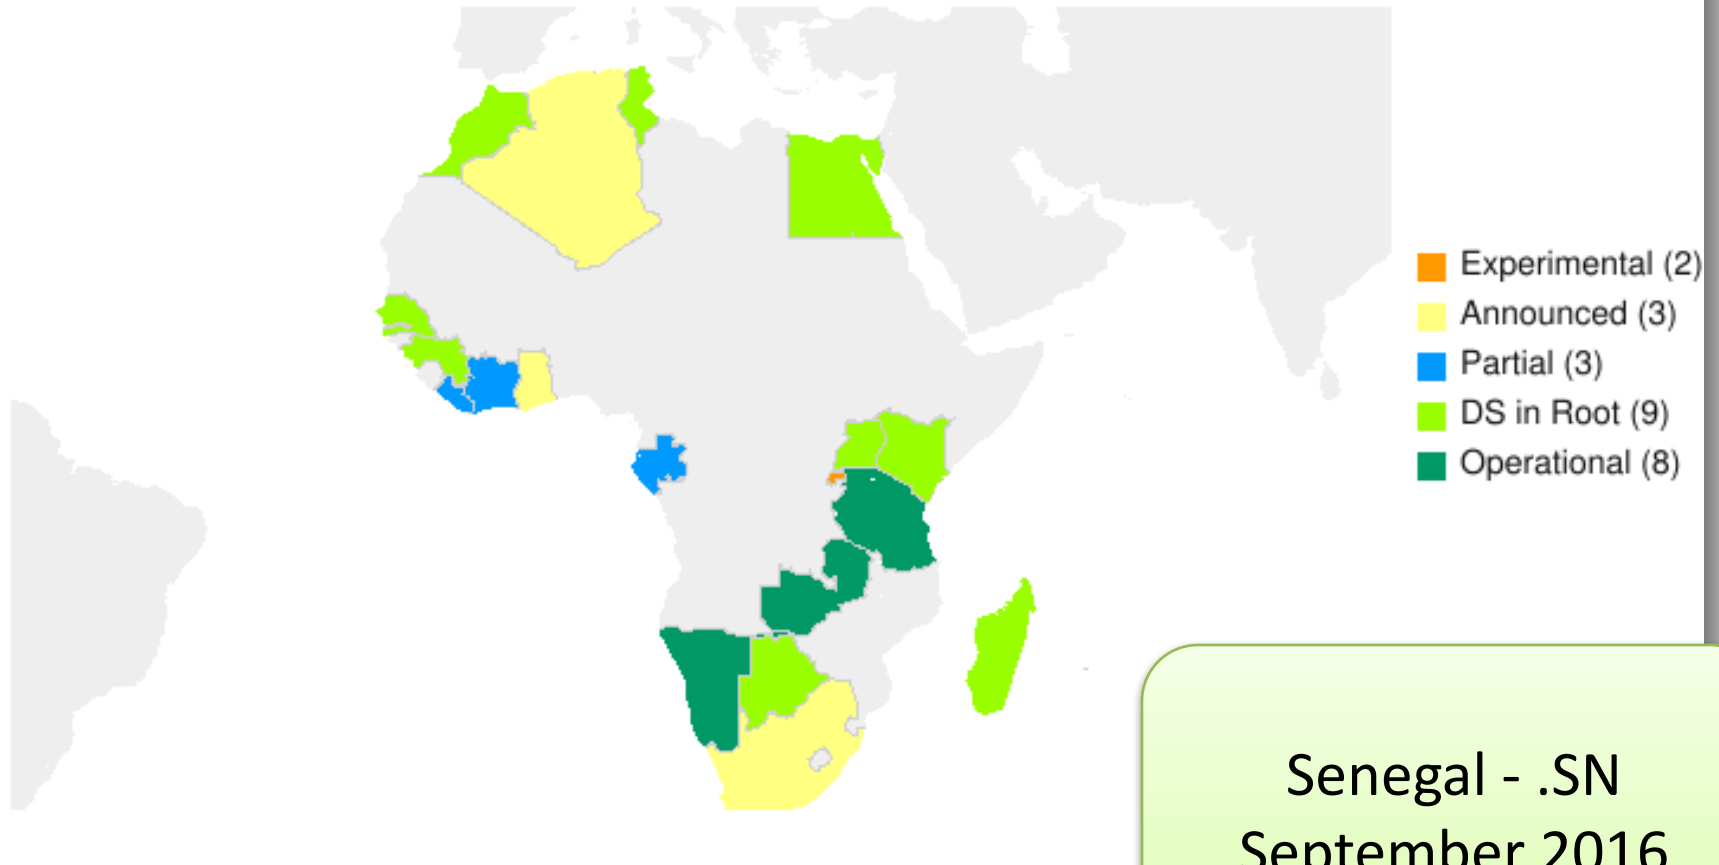 Experimental (2)
Announced (3)
Partial (3)
DS in Root (9)
Operational (8)
Senegal - .SN
September 2016